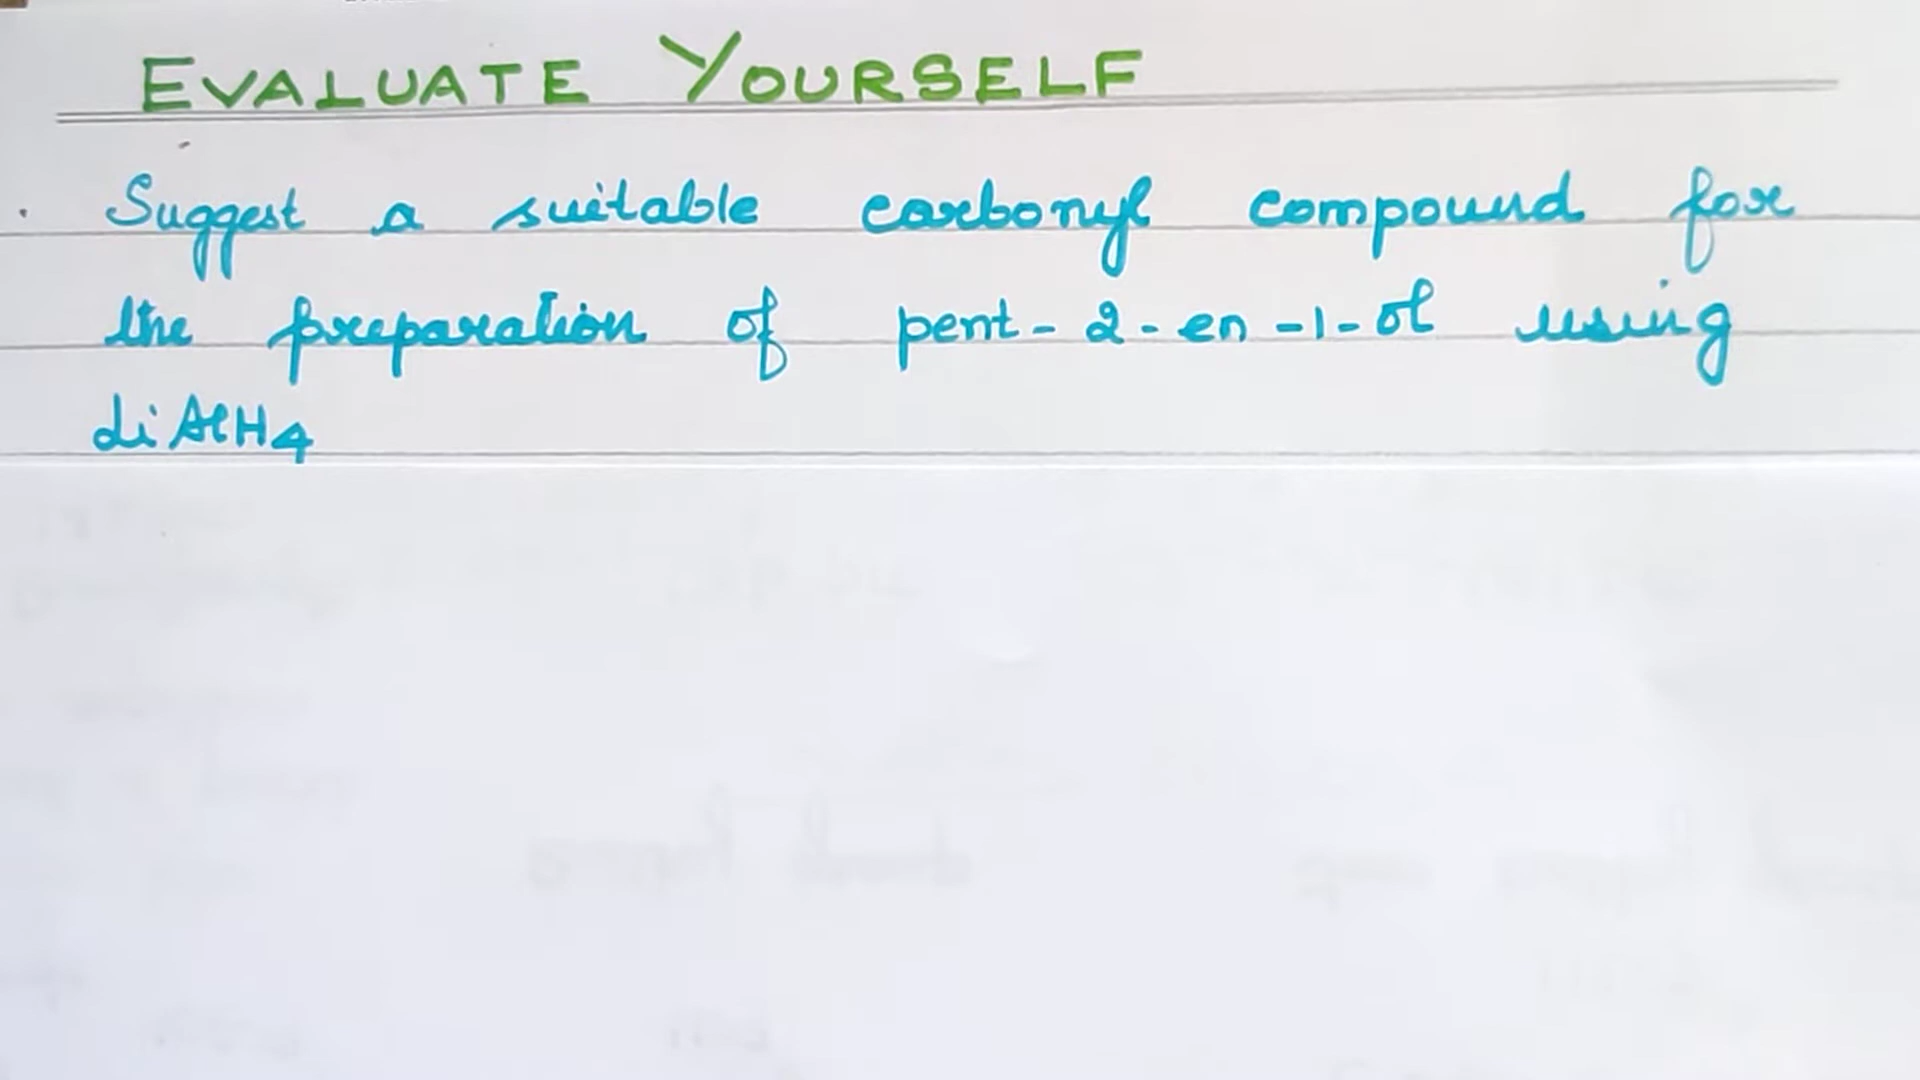 EVALUATE YOURSELF
Suggest a suitable carbonyl compound for
the preparation of pent-2-en-1-ol using
LiAlH4